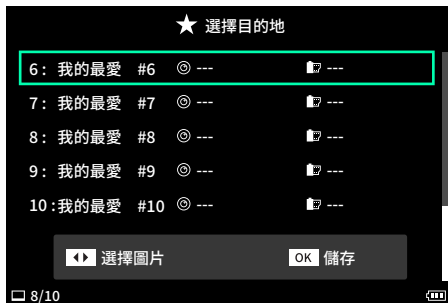 ★ 選擇目的地
6: 我的最愛 #6 --- ---
7: 我的最愛 #7 --- ---
8: 我的最愛 #8 --- ---
9: 我的最愛 #9 --- ---
10:我的最愛 #10 --- ---
選擇圖片 OK 儲存
8/10